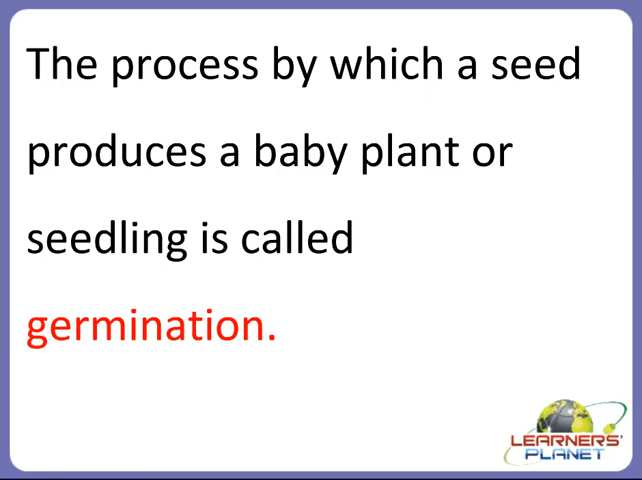 The process by which a seed
produces a baby plant or
seedling is called
germination.
LEARNERS'
PLANET